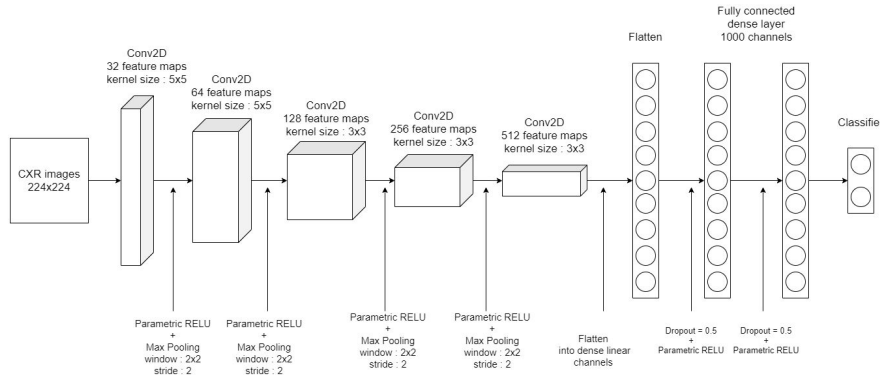 Fully connected
dense layer
1000 channels
Flatten
Conv2D
32 feature maps
kernel size : 5x5
Conv2D
64 feature maps
kernel size : 5x5
Conv2D
128 feature maps
kernel size : 3x3
Conv2D
256 feature maps
kernel size : 3x3
Conv2D
512 feature maps
kernel size : 3x3
Classifie
CXR images
224x224
Parametric RELU
+
Max Pooling
window : 2x2
stride : 2
Parametric RELU
+
Max Pooling
window : 2x2
stride : 2
Parametric RELU
+
Max Pooling
window : 2x2
stride : 2
Parametric RELU
+
Max Pooling
window : 2x2
stride : 2
Flatten
into dense linear
channels
Dropout = 0.5
+
Parametric RELU
Dropout = 0.5
+
Parametric RELU